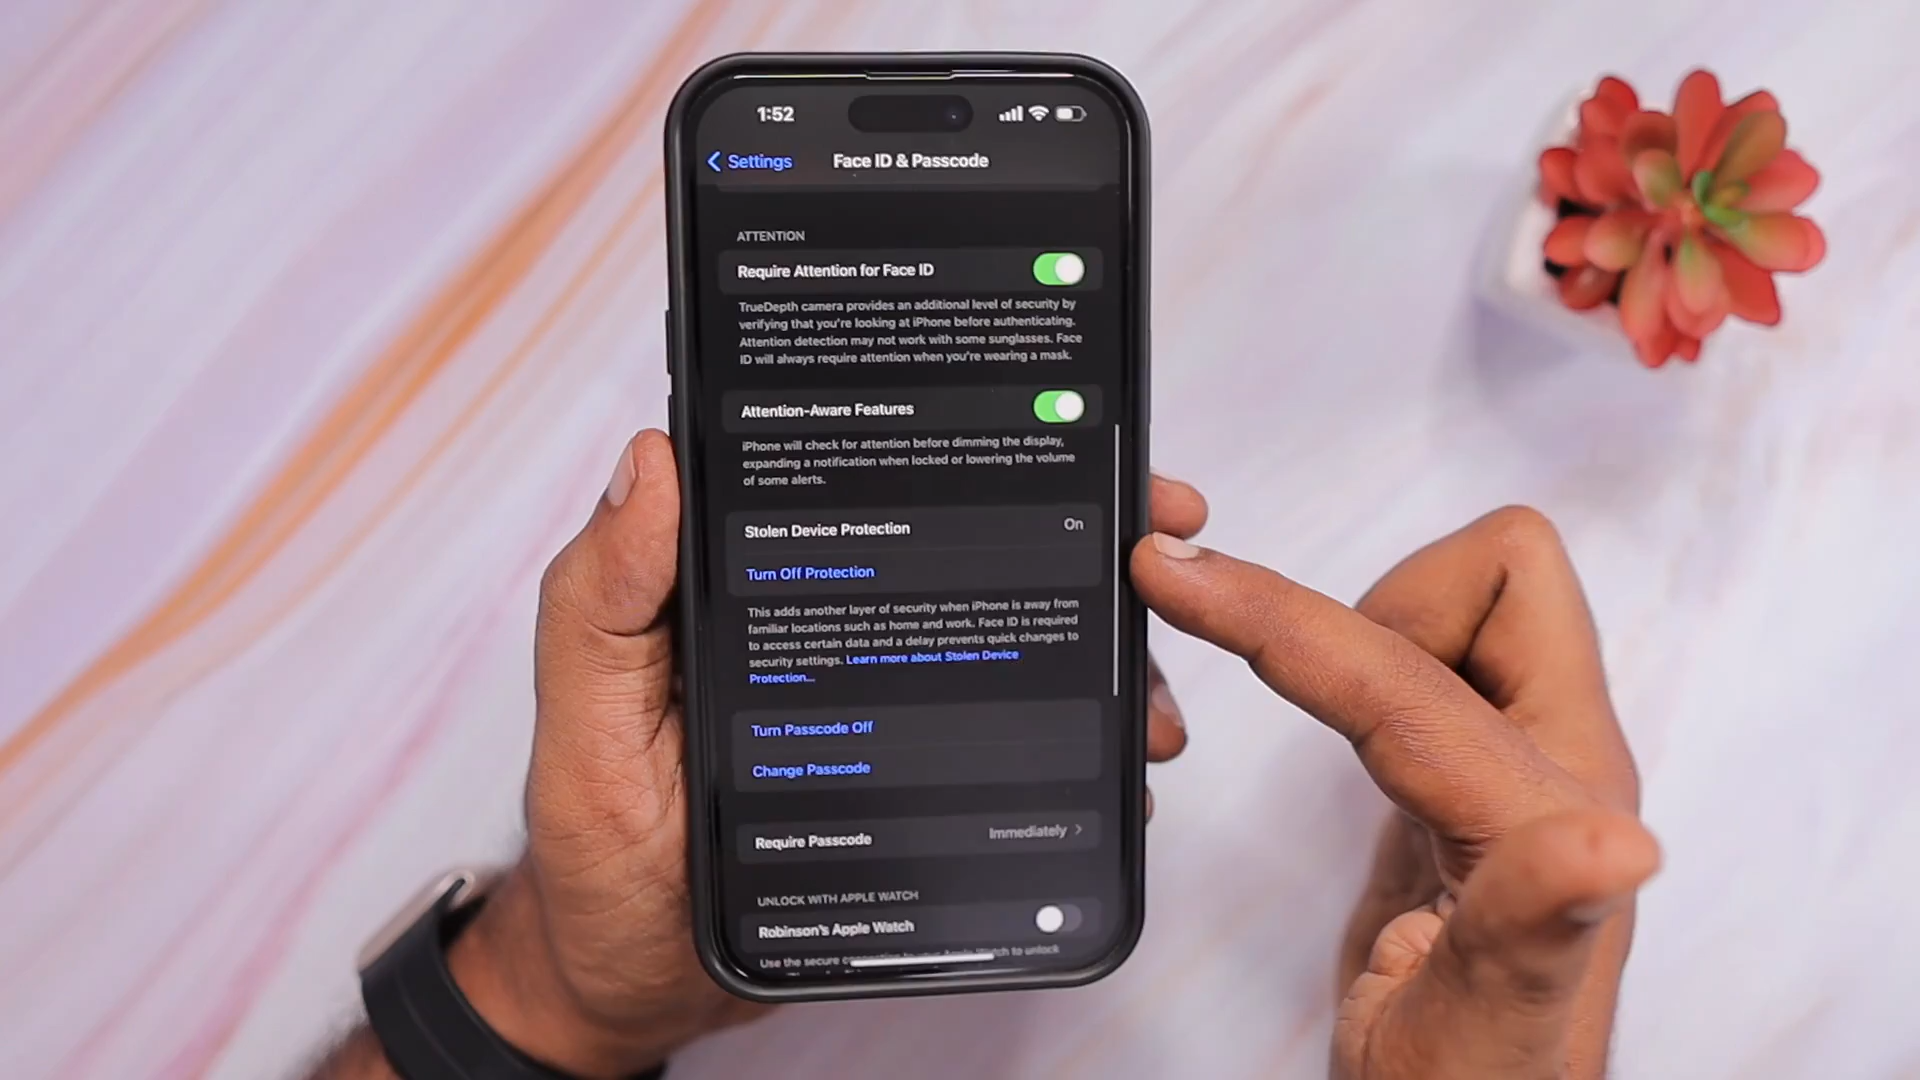 1:52
Settings
Face ID & Passcode
ATTENTION
Require Attention for Face ID
TrueDepth camera provides an additional level of security by
verifying that you're looking at iPhone before authenticating.
Attention detection may not work with some sunglasses. Face
ID will always require attention when you're wearing a mask.
Attention-Aware Features
iPhone will check for attention before dimming the display,
expanding a notification when locked or lowering the volume
of some alerts.
Stolen Device Protection On
Turn Off Protection
This adds another layer of security when iPhone is away from
familiar locations such as home and work. Face ID is required
to access certain data and a delay prevents quick changes to
security settings. Learn more about Stolen Device
Protection...
Turn Passcode Off
Change Passcode
Require Passcode Immediately
UNLOCK WITH APPLE WATCH
Robinson's Apple Watch
Use the secure to unlock